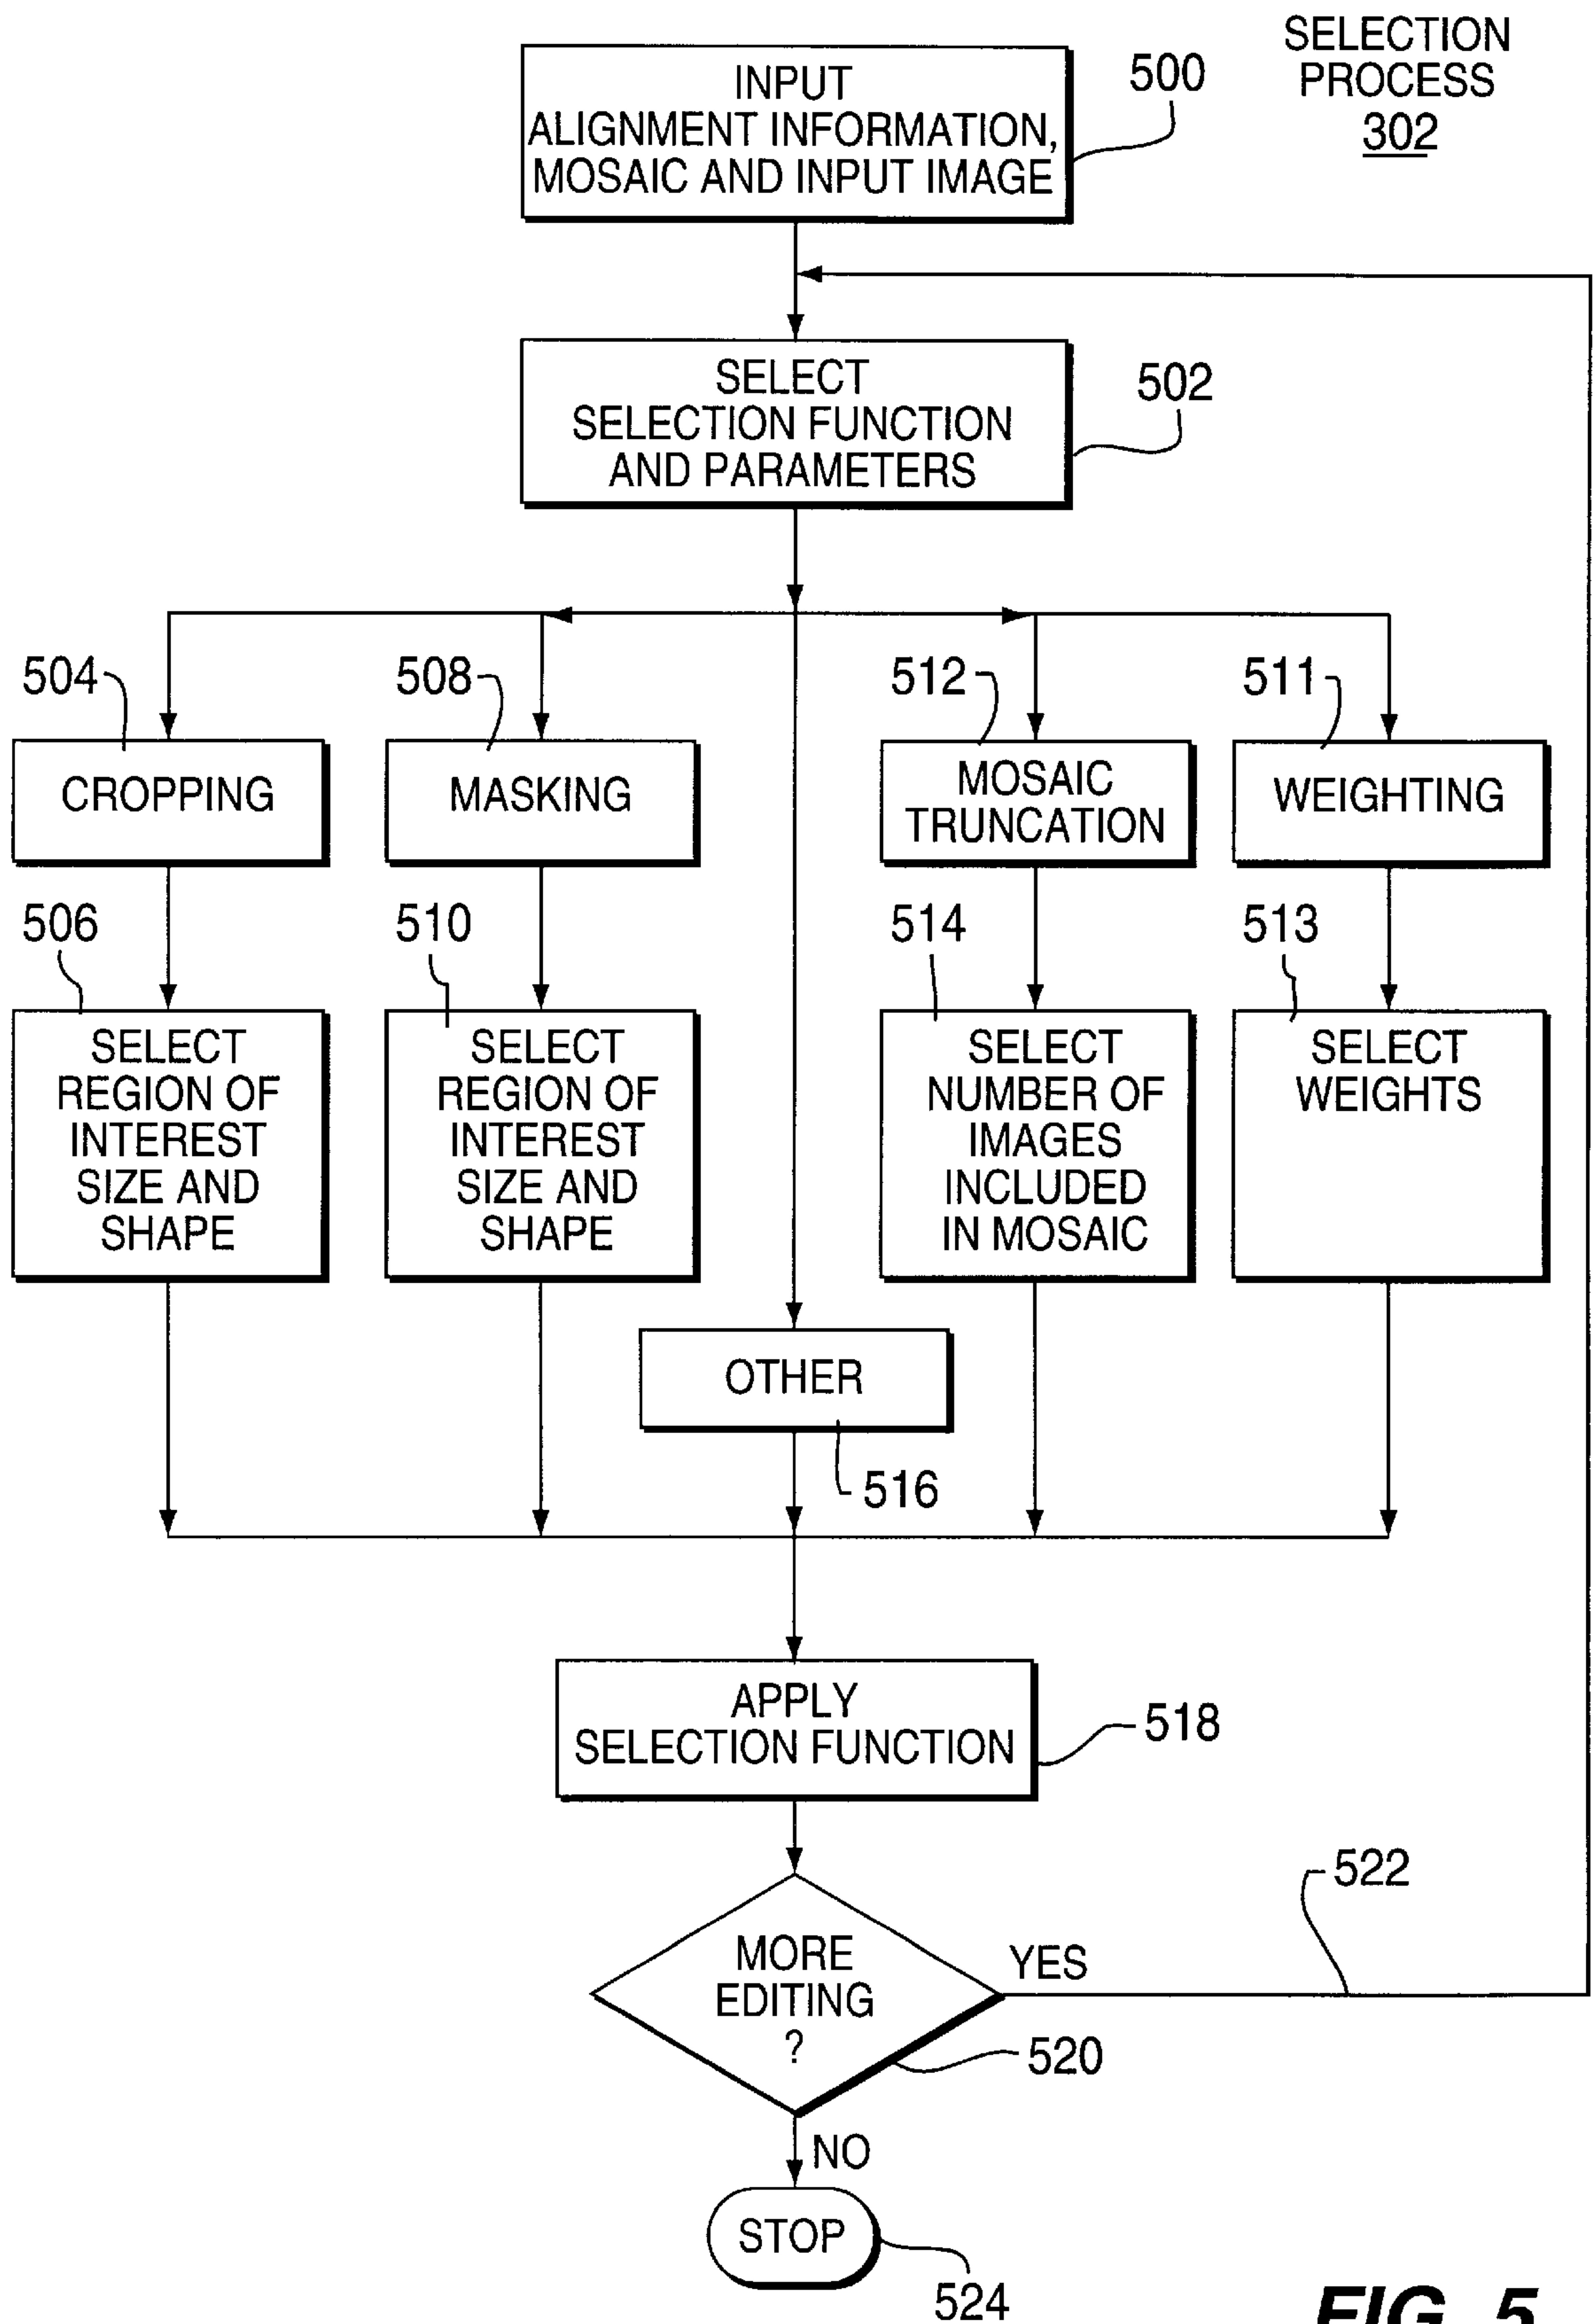 SELECTION
PROCESS
302
INPUT
ALIGNMENT INFORMATION,
MOSAIC AND INPUT IMAGE
500
SELECT
SELECTION FUNCTION
AND PARAMETERS
502
504
508
512
511
CROPPING
MASKING
MOSAIC
TRUNCATION
WEIGHTING
506
510
514
513
SELECT
REGION OF
INTEREST
SIZE AND
SHAPE
SELECT
REGION OF
INTEREST
SIZE AND
SHAPE
SELECT
NUMBER OF
IMAGES
INCLUDED
IN MOSAIC
SELECT
WEIGHTS
OTHER
516
APPLY
SELECTION FUNCTION
518
MORE
EDITING
?
YES
522
520
NO
STOP
524
FIG. 5